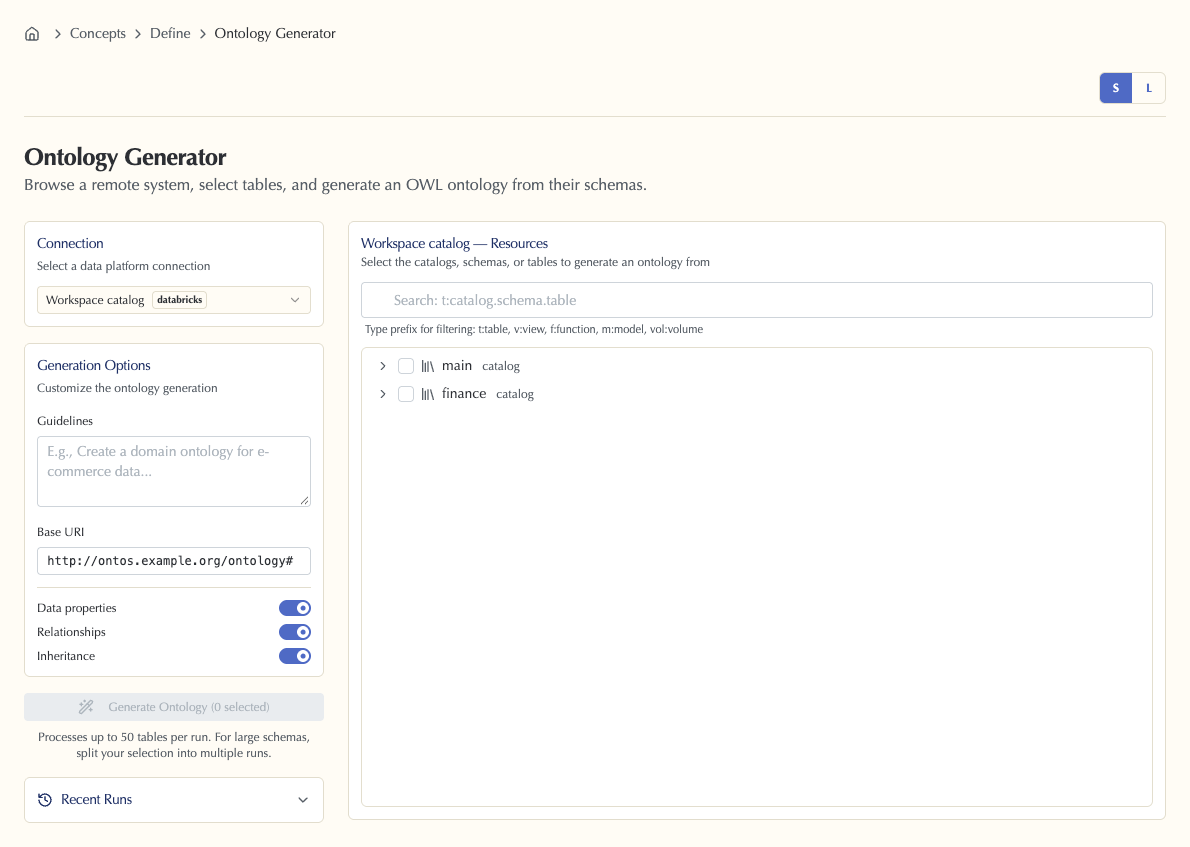 Concepts > Define > Ontology Generator
S L
Ontology Generator
Browse a remote system, select tables, and generate an OWL ontology from their schemas.
Connection
Select a data platform connection
Workspace catalog databricks
Generation Options
Customize the ontology generation
Guidelines
E.g., Create a domain ontology for e-
commerce data...
Base URI
http://ontos.example.org/ontology#
Data properties
Relationships
Inheritance
Generate Ontology (0 selected)
Processes up to 50 tables per run. For large schemas,
split your selection into multiple runs.
Recent Runs
Workspace catalog — Resources
Select the catalogs, schemas, or tables to generate an ontology from
Search: t:catalog.schema.table
Type prefix for filtering: t:table, v:view, f:function, m:model, vol:volume
main catalog
finance catalog